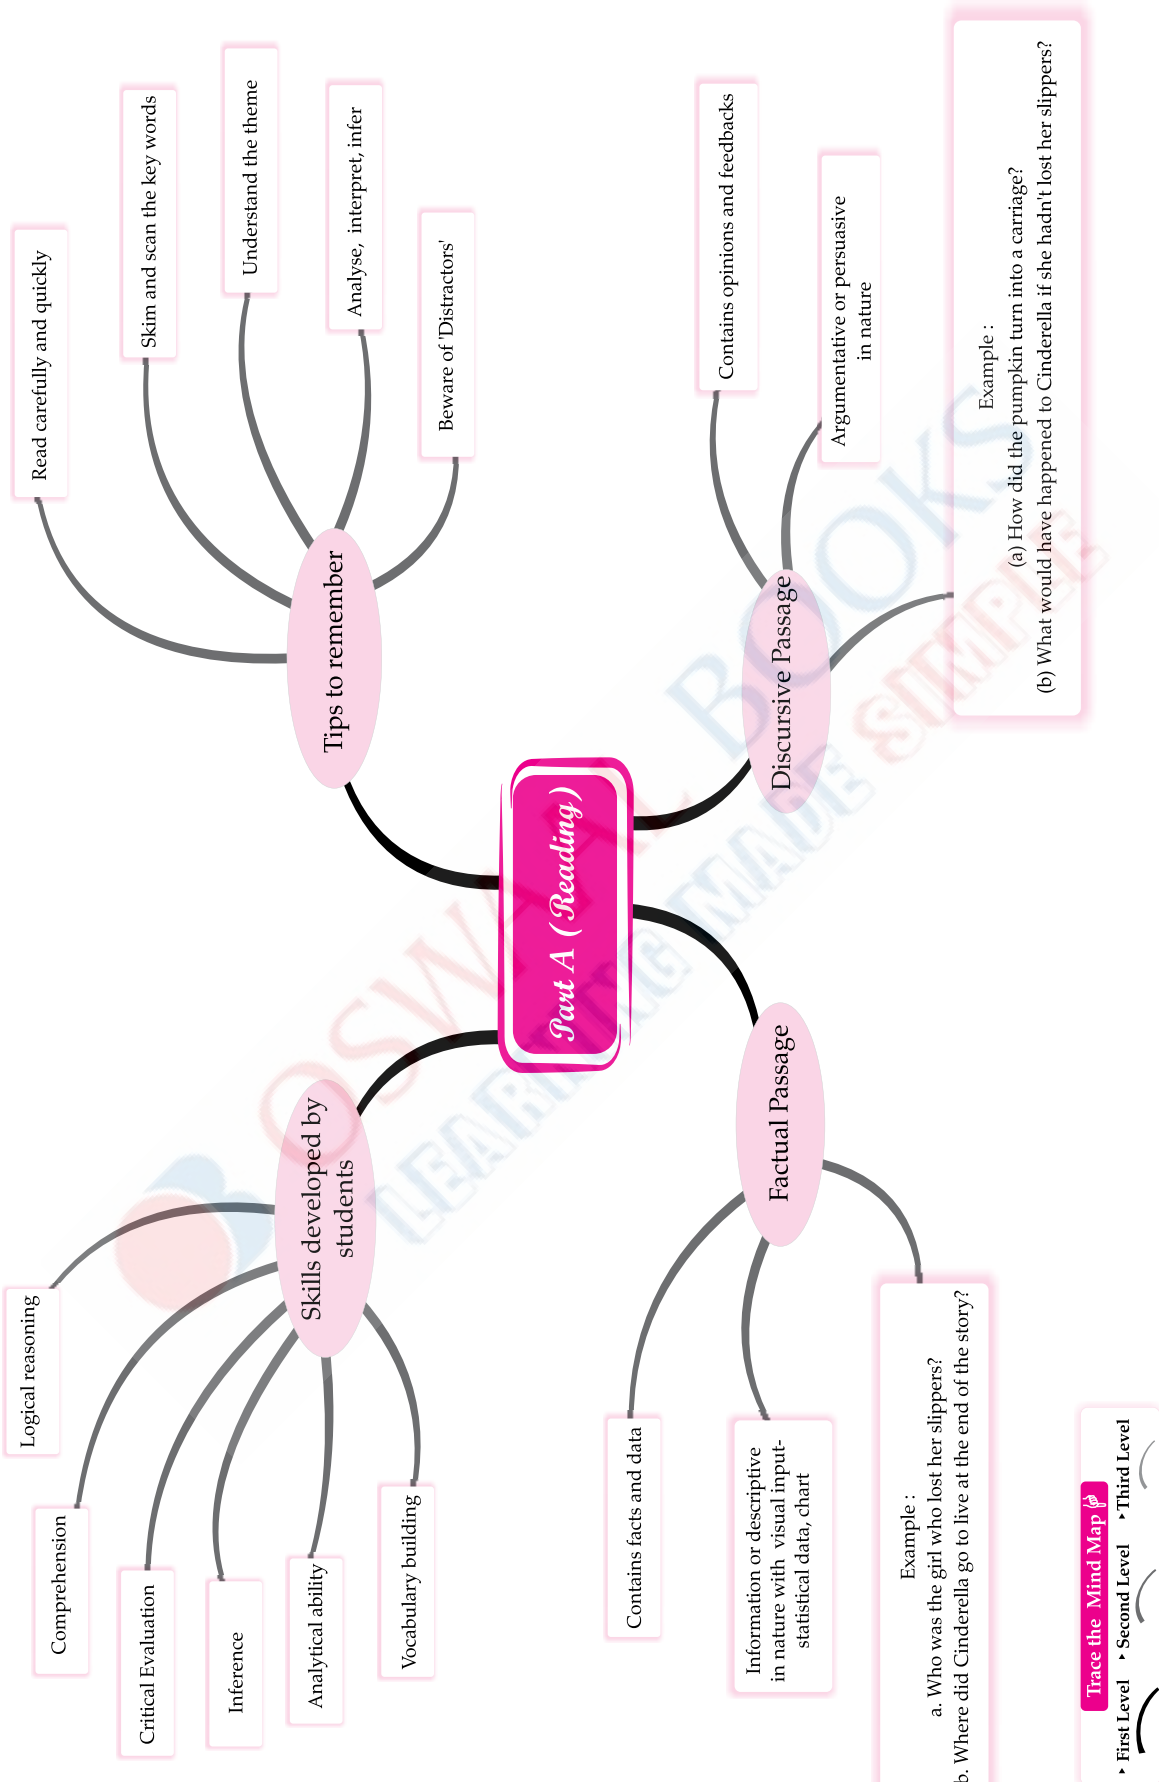 Part A (Reading)
Skills developed by
students
Logical reasoning
Comprehension
Critical Evaluation
Inference
Analytical ability
Vocabulary building
Tips to remember
Read carefully and quickly
Skim and scan the key words
Understand the theme
Analyse, interpret, infer
Beware of 'Distractors'
Factual Passage
Contains facts and data
Information or descriptive
in nature with visual input-
statistical data, chart
Example :
a. Who was the girl who lost her slippers?
b. Where did Cinderella go to live at the end of the story?
Discursive Passage
Contains opinions and feedbacks
Argumentative or persuasive
in nature
Example :
(a) How did the pumpkin turn into a carriage?
(b) What would have happened to Cinderella if she hadn't lost her slippers?
Trace the Mind Map
First Level Second Level Third Level
OSWAAL BOOKS
LEARNING MADE SIMPLE